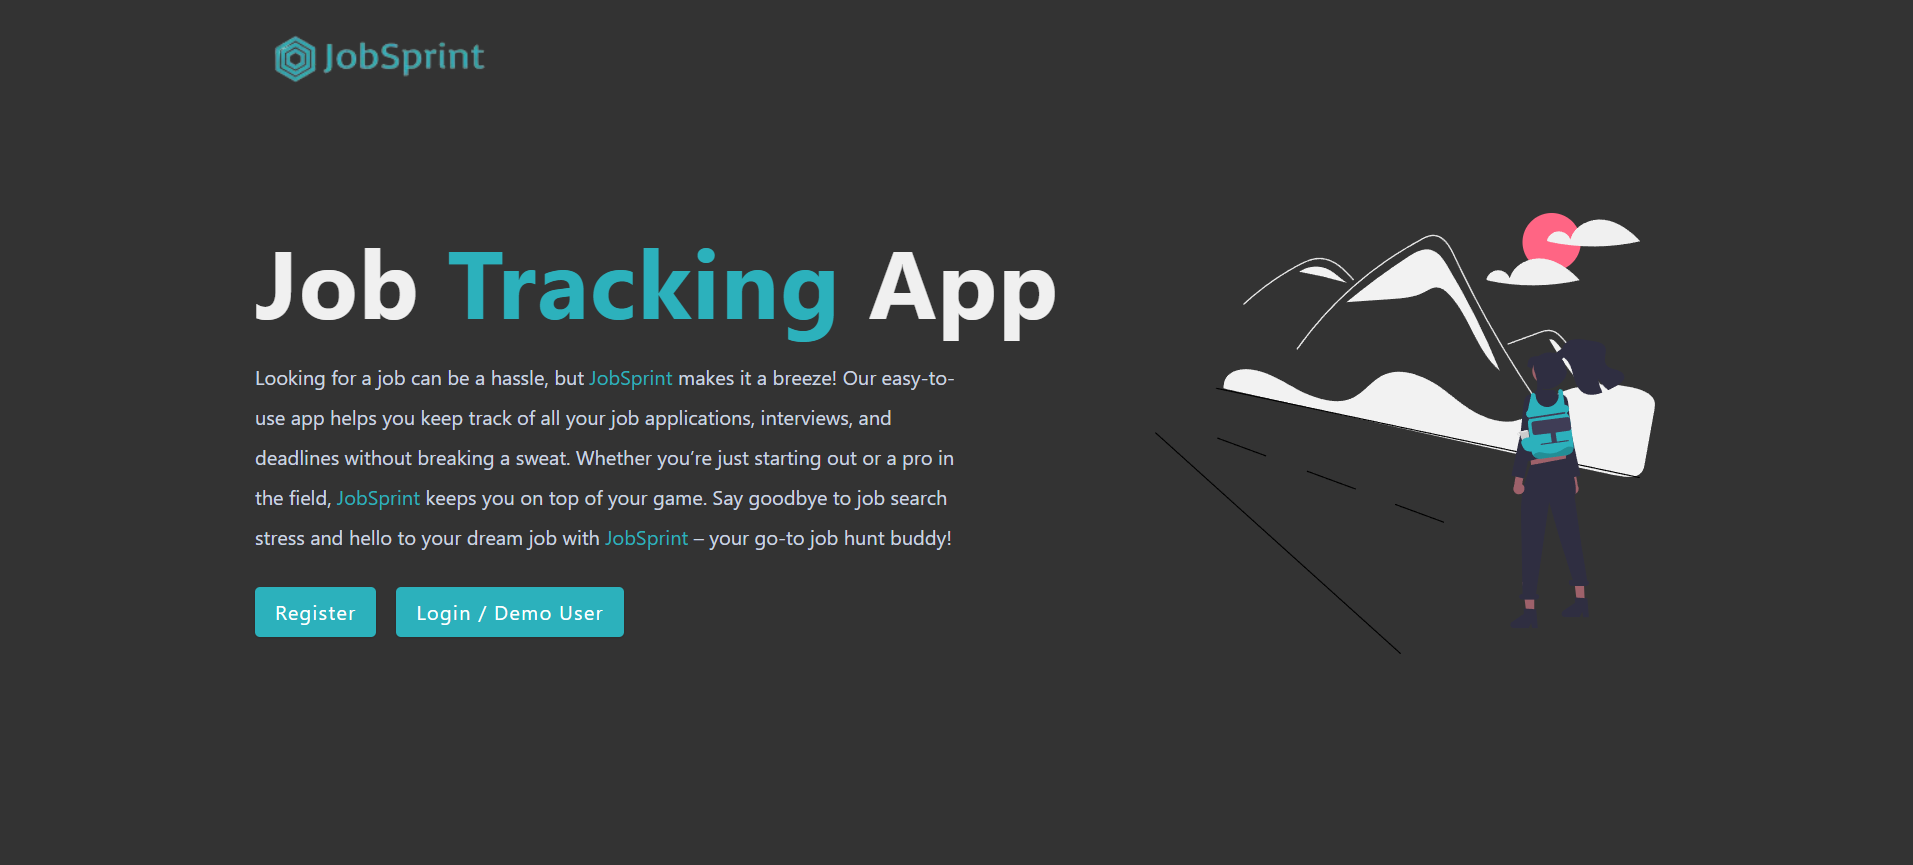 JobSprint
Job Tracking App
Looking for a job can be a hassle, but JobSprint makes it a breeze! Our easy-to-
use app helps you keep track of all your job applications, interviews, and
deadlines without breaking a sweat. Whether you’re just starting out or a pro in
the field, JobSprint keeps you on top of your game. Say goodbye to job search
stress and hello to your dream job with JobSprint – your go-to job hunt buddy!
Register
Login / Demo User